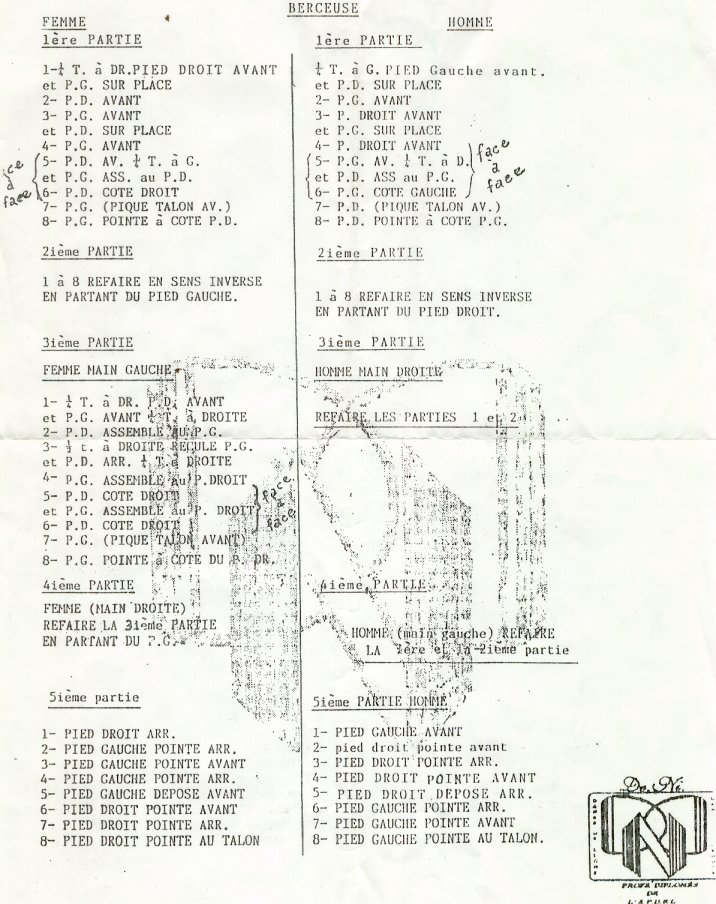 BERCEUSE
FEMME
1ère PARTIE
1-¼ T. à DR.PIED DROIT AVANT
et P.G. SUR PLACE
2- P.D. AVANT
3- P.G. AVANT
et P.D. SUR PLACE
4- P.G. AVANT
5- P.D. AV. ¼ T. à G.
et P.G. ASS. au P.D.
6- P.D. COTE DROIT
face
à
face
7- P.G. (PIQUE TALON AV.)
8- P.G. POINTE à COTE P.D.
2ième PARTIE
1 à 8 REFAIRE EN SENS INVERSE
EN PARTANT DU PIED GAUCHE.
3ième PARTIE
FEMME MAIN GAUCHE
1- ¼ T. à DR. P.D. AVANT
et P.G. AVANT ¼ T. à DROITE
2- P.D. ASSEMBLE AU P.G.
3- ¼ t. à DROITE RECULE P.G.
et P.D. ARR. ¼ T. à DROITE
4- P.G. ASSEMBLE Au P.DROIT
5- P.D. COTE DROIT
et P.G. ASSEMBLE au P. DROIT
6- P.D. COTE DROIT
face
à
face
7- P.G. (PIQUE TALON AVANT)
8- P.G. POINTE à COTE DU P. DR.
4ième PARTIE
FEMME (MAIN DROITE)
REFAIRE LA 3ième PARTIE
EN PARTANT DU P.G.
5ième partie
1- PIED DROIT ARR.
2- PIED GAUCHE POINTE ARR.
3- PIED GAUCHE POINTE AVANT
4- PIED GAUCHE POINTE ARR.
5- PIED GAUCHE DEPOSE AVANT
6- PIED DROIT POINTE AVANT
7- PIED DROIT POINTE ARR.
8- PIED DROIT POINTE AU TALON
HOMME
1ère PARTIE
¼ T. à G. PIED Gauche avant.
et P.D. SUR PLACE
2- P.G. AVANT
3- P. DROIT AVANT
et P.G. SUR PLACE
4- P. DROIT AVANT
5- P.G. AV. ¼ T. à D.
et P.D. ASS au P.G.
6- P.G. COTE GAUCHE
face
à
face
7- P.D. (PIQUE TALON AV.)
8- P.D. POINTE à COTE P.G.
2ième PARTIE
1 à 8 REFAIRE EN SENS INVERSE
EN PARTANT DU PIED DROIT.
3ième PARTIE
HOMME MAIN DROITE
REFAIRE LES PARTIES 1 et 2
4ième PARTIE
HOMME (main gauche) REFAIRE
LA 1ère et la 2ième partie
5ième PARTIE HOMME
1- PIED GAUCHE AVANT
2- pied droit pointe avant
3- PIED DROIT POINTE ARR.
4- PIED DROIT POINTE AVANT
5- PIED DROIT DEPOSE ARR.
6- PIED GAUCHE POINTE ARR.
7- PIED GAUCHE POINTE AVANT
8- PIED GAUCHE POINTE AU TALON.
De.Ni.
PROFS DIPLOMÉS
DE